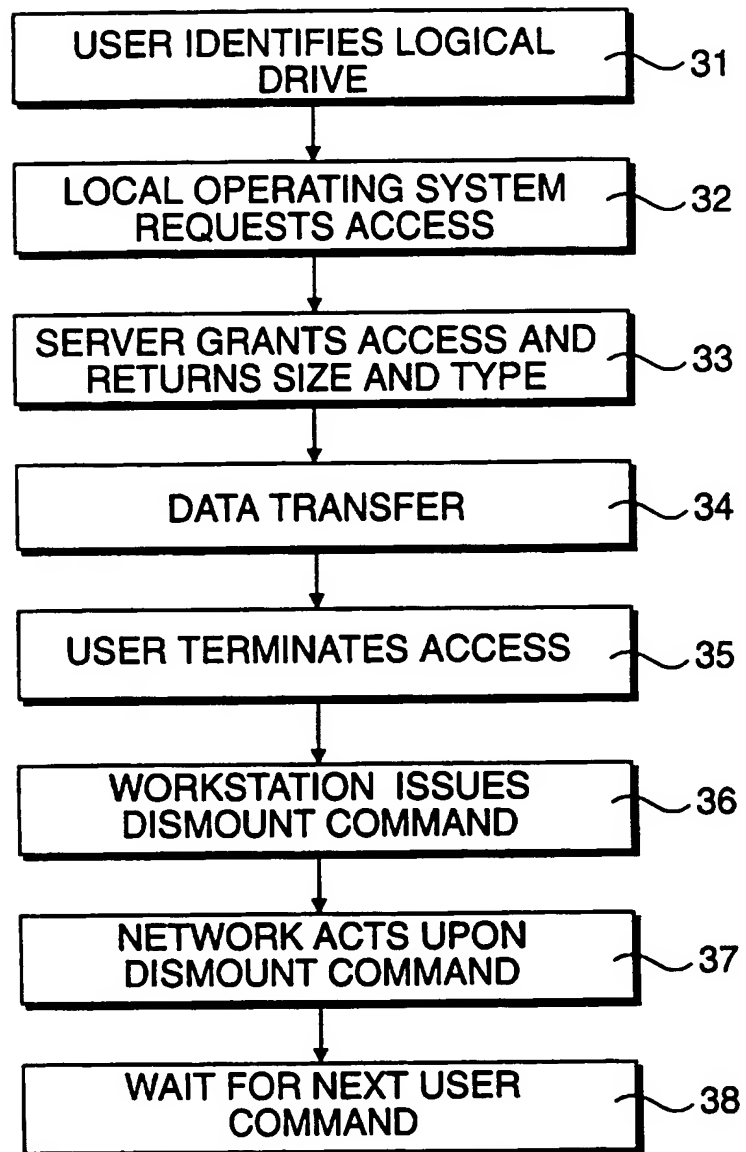 USER IDENTIFIES LOGICAL
DRIVE
31
LOCAL OPERATING SYSTEM
REQUESTS ACCESS
32
SERVER GRANTS ACCESS AND
RETURNS SIZE AND TYPE
33
DATA TRANSFER
34
USER TERMINATES ACCESS
35
WORKSTATION ISSUES
DISMOUNT COMMAND
36
NETWORK ACTS UPON
DISMOUNT COMMAND
37
WAIT FOR NEXT USER
COMMAND
38